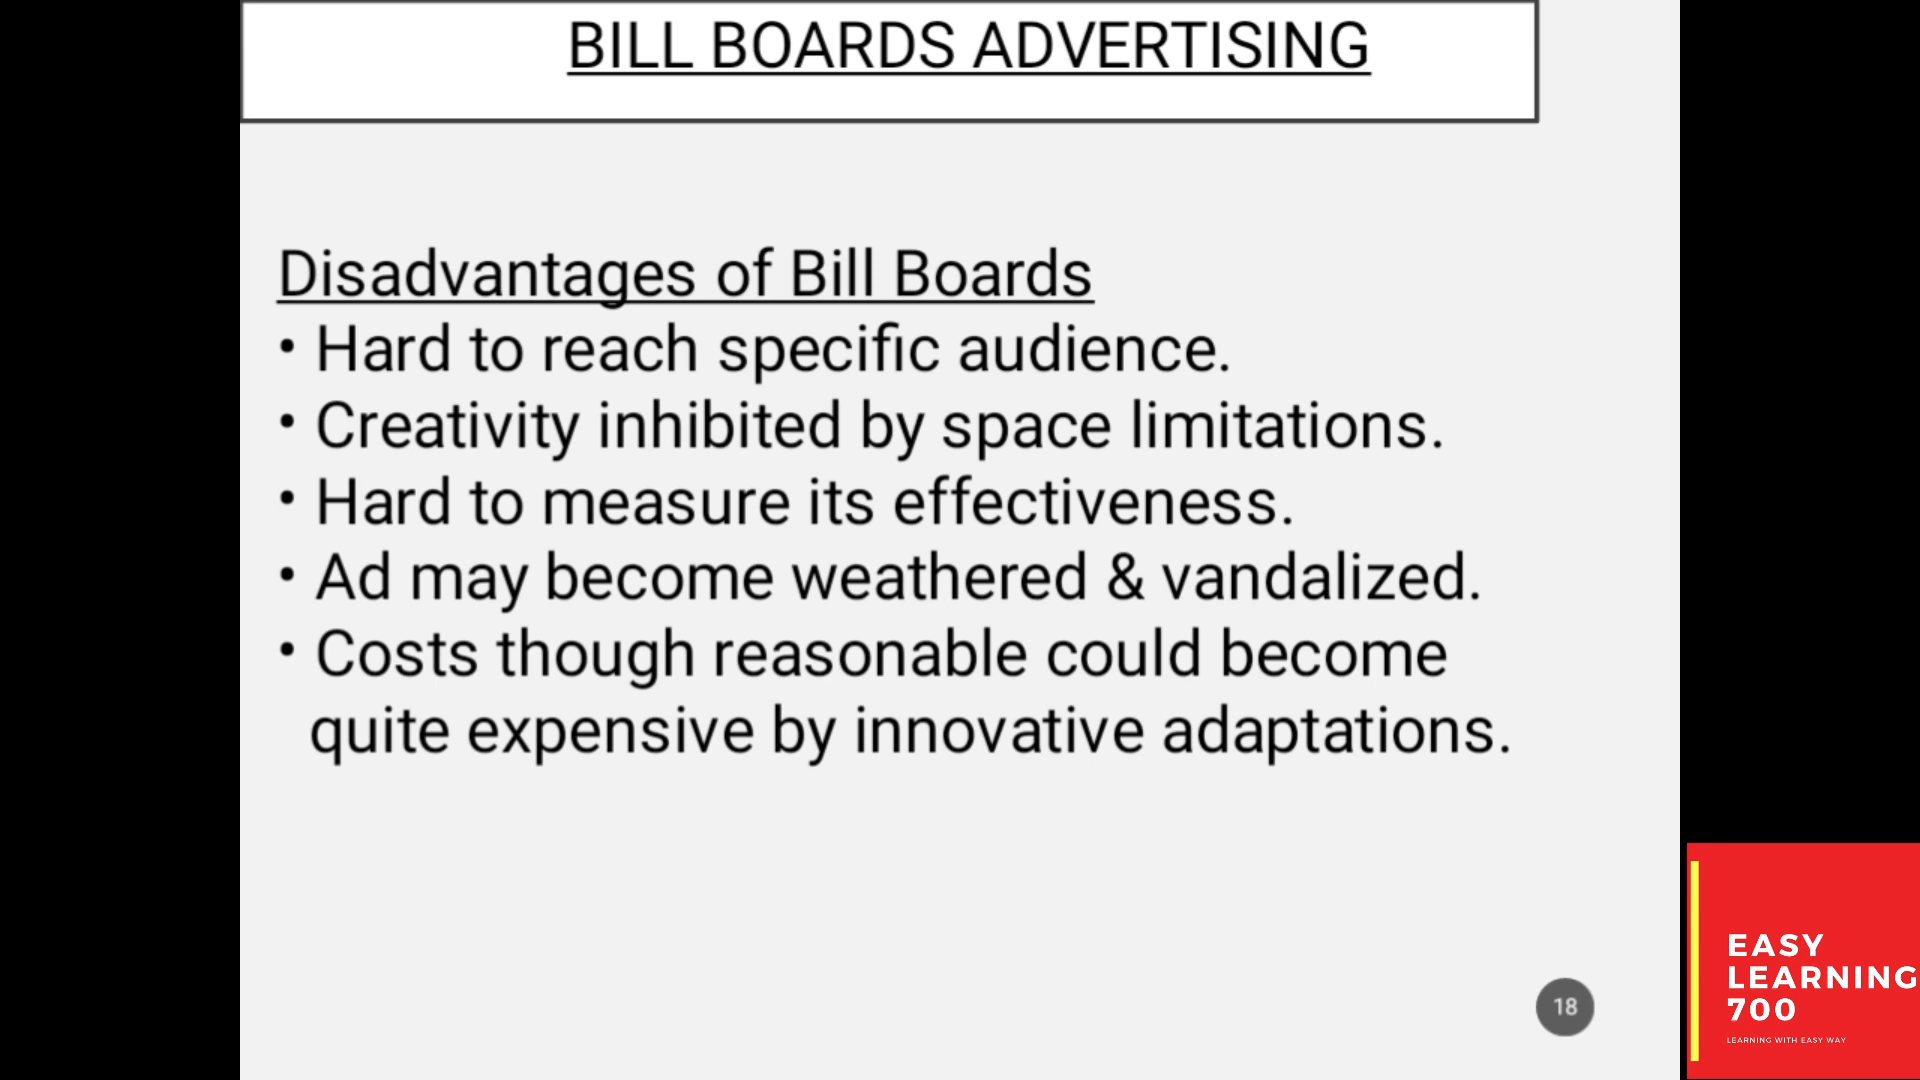 BILL BOARDS ADVERTISING
Disadvantages of Bill Boards
• Hard to reach specific audience.
• Creativity inhibited by space limitations.
• Hard to measure its effectiveness.
• Ad may become weathered & vandalized.
• Costs though reasonable could become
quite expensive by innovative adaptations.
18
EASY
LEARNING
700
LEARNING WITH EASY WAY